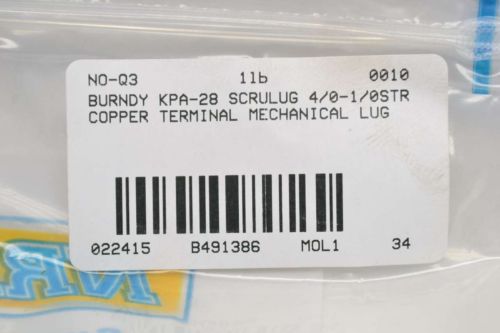 NO-Q3 1lb 0010
BURNDY KPA-28 SCRULUG 4/0-1/0STR
COPPER TERMINAL MECHANICAL LUG
022415 B491386 MOL1 34